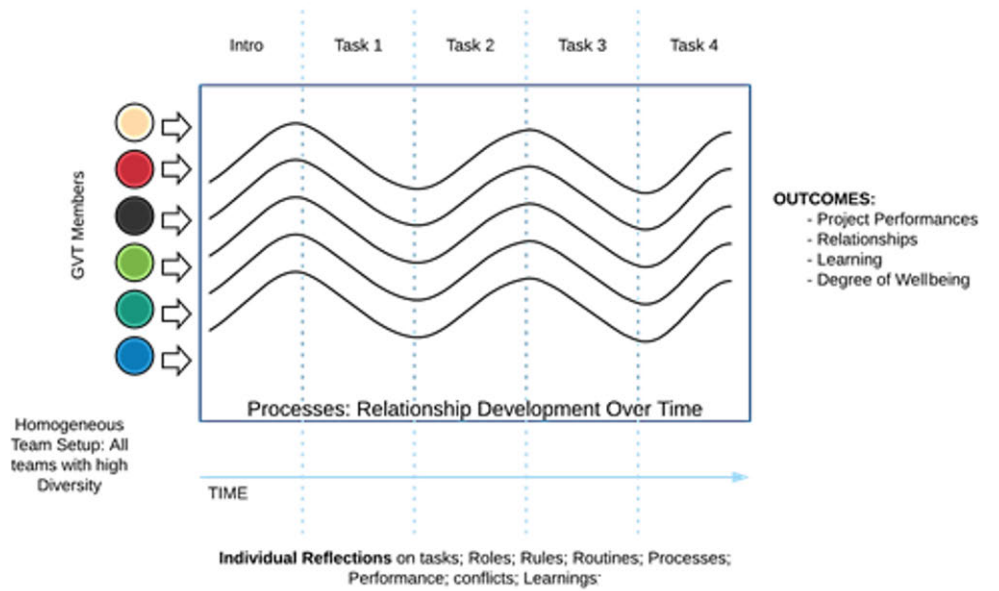 Intro
Task 1
Task 2
Task 3
Task 4
GVT Members
OUTCOMES:
- Project Performances
- Relationships
- Learning
- Degree of Wellbeing
Processes: Relationship Development Over Time
Homogeneous
Team Setup: All
teams with high
Diversity
TIME
Individual Reflections on tasks; Roles; Rules; Routines; Processes;
Performance; conflicts; Learnings